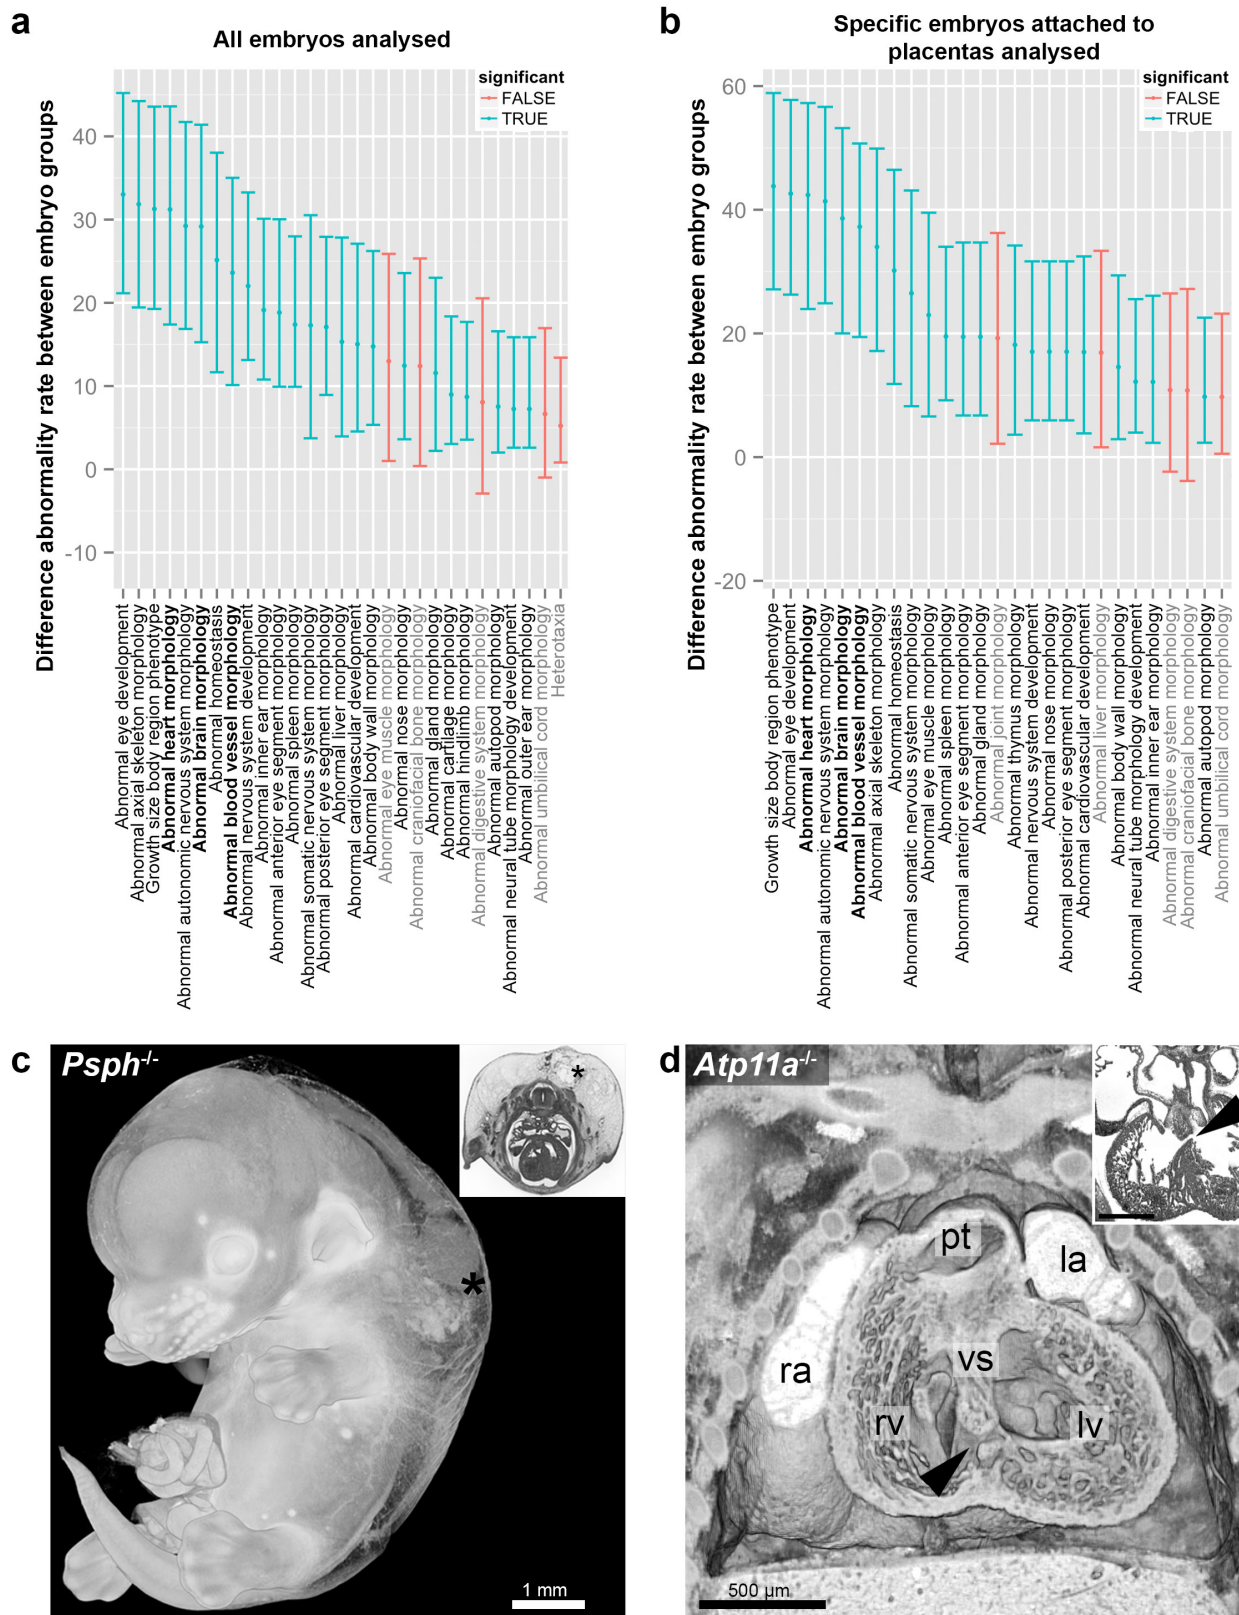 a
All embryos analysed
significant
FALSE
TRUE
Difference abnormality rate between embryo groups
40
30
20
10
0
-10
Abnormal eye development
Abnormal axial skeleton morphology
Growth size body region phenotype
Abnormal heart morphology
Abnormal autonomic nervous system morphology
Abnormal brain morphology
Abnormal homeostasis
Abnormal blood vessel morphology
Abnormal nervous system development
Abnormal inner ear morphology
Abnormal anterior eye segment morphology
Abnormal spleen morphology
Abnormal somatic nervous system morphology
Abnormal posterior eye segment morphology
Abnormal liver morphology
Abnormal cardiovascular development
Abnormal body wall morphology
Abnormal eye muscle morphology
Abnormal nose morphology
Abnormal craniofacial bone morphology
Abnormal gland morphology
Abnormal cartilage morphology
Abnormal hindlimb morphology
Abnormal digestive system morphology
Abnormal autopod morphology
Abnormal neural tube morphology development
Abnormal outer ear morphology
Abnormal umbilical cord morphology
Heterotaxia
b
Specific embryos attached to
placentas analysed
significant
FALSE
TRUE
Difference abnormality rate between embryo groups
60
40
20
0
-20
Growth size body region phenotype
Abnormal eye development
Abnormal heart morphology
Abnormal autonomic nervous system morphology
Abnormal brain morphology
Abnormal blood vessel morphology
Abnormal axial skeleton morphology
Abnormal homeostasis
Abnormal somatic nervous system morphology
Abnormal eye muscle morphology
Abnormal spleen morphology
Abnormal anterior eye segment morphology
Abnormal gland morphology
Abnormal joint morphology
Abnormal thymus morphology
Abnormal nervous system development
Abnormal nose morphology
Abnormal posterior eye segment morphology
Abnormal cardiovascular development
Abnormal liver morphology
Abnormal body wall morphology
Abnormal neural tube morphology development
Abnormal inner ear morphology
Abnormal digestive system morphology
Abnormal craniofacial bone morphology
Abnormal autopod morphology
Abnormal umbilical cord morphology
c
Psph-/-
*
*
1 mm
d
Atp11a-/-
pt
la
ra
vs
rv
lv
500 µm